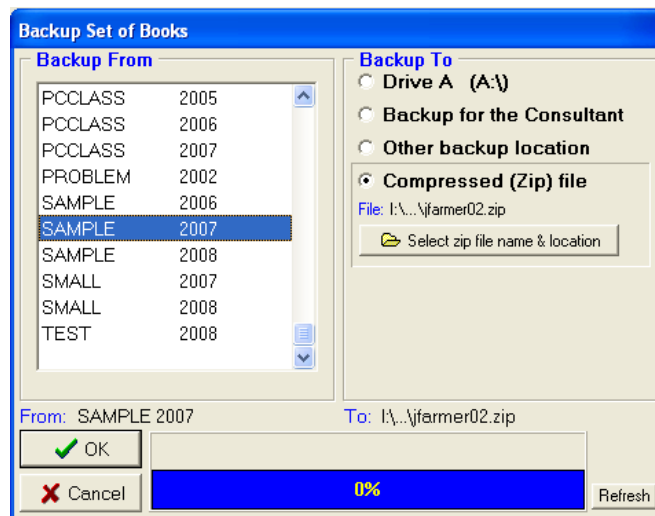 Backup Set of Books
Backup From
PCCLASS 2005
PCCLASS 2006
PCCLASS 2007
PROBLEM 2002
SAMPLE 2006
SAMPLE 2007
SAMPLE 2008
SMALL 2007
SMALL 2008
TEST 2008
Backup To
Drive A (A:\)
Backup for the Consultant
Other backup location
Compressed (Zip) file
File: I:\...\jfarmer02.zip
Select zip file name & location
From: SAMPLE 2007
To: I:\...\jfarmer02.zip
OK
Cancel
0%
Refresh